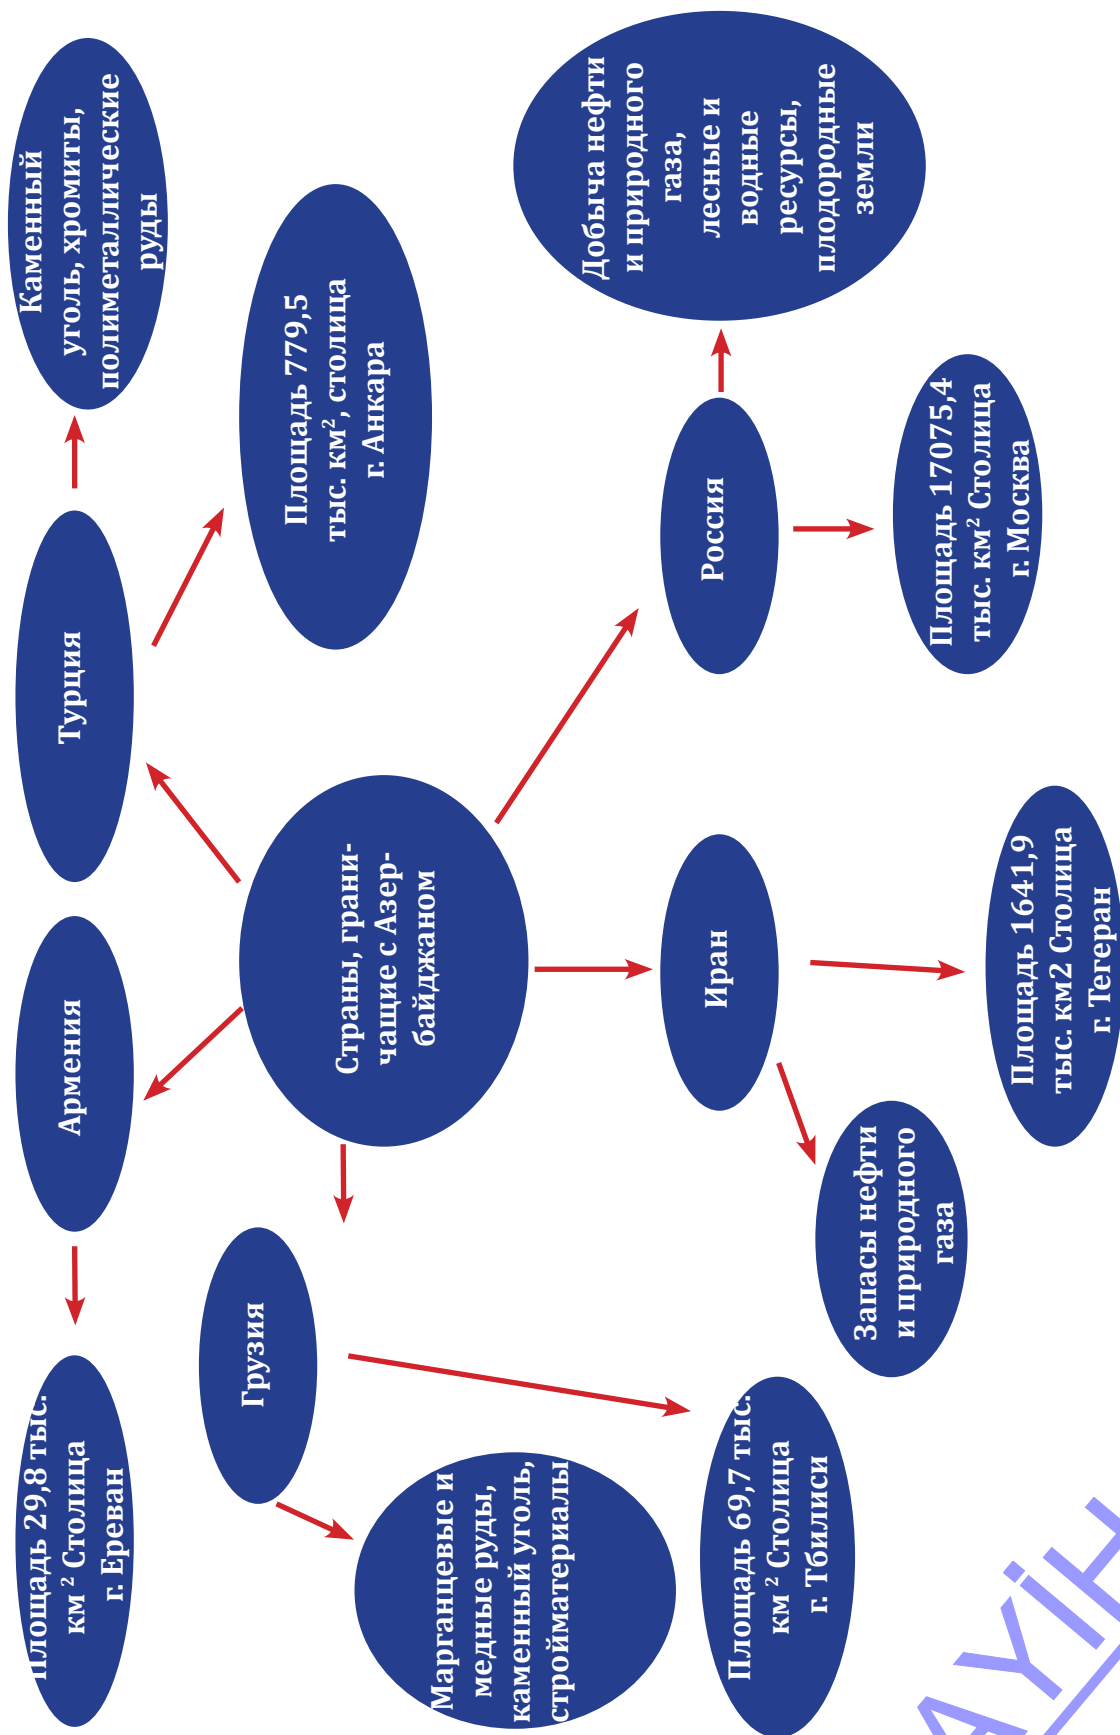 Площадь 29,8 тыс.
км ² Столица
г. Ереван
Армения
Турция
Каменный
уголь, хромиты,
полиметаллические
руды
Площадь 779,5
тыс. км², столица
г. Анкара
Грузия
Страны, грани-
чащие с Азер-
байджаном
Марганцевые и
медные руды,
каменный уголь,
стройматериалы
Добыча нефти
и природного
газа,
лесные и
водные
ресурсы,
плодородные
земли
Россия
Иран
Площадь 69,7 тыс.
км ² Столица
г. Тбилиси
Запасы нефти
и природного
газа
Площадь 17075,4
тыс. км² Столица
г. Москва
Площадь 1641,9
тыс. км2 Столица
г. Тегеран